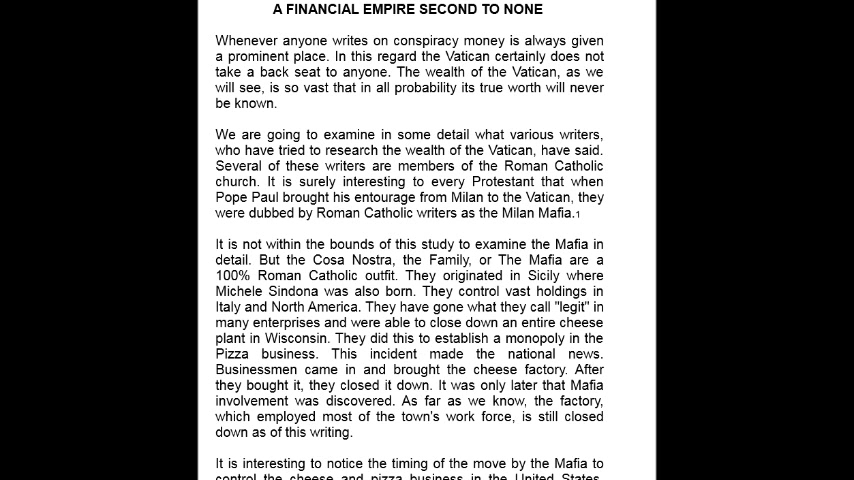 A FINANCIAL EMPIRE SECOND TO NONE
Whenever anyone writes on conspiracy money is always given
a prominent place. In this regard the Vatican certainly does not
take a back seat to anyone. The wealth of the Vatican, as we
will see, is so vast that in all probability its true worth will never
be known.
We are going to examine in some detail what various writers,
who have tried to research the wealth of the Vatican, have said.
Several of these writers are members of the Roman Catholic
church. It is surely interesting to every Protestant that when
Pope Paul brought his entourage from Milan to the Vatican, they
were dubbed by Roman Catholic writers as the Milan Mafia.1
It is not within the bounds of this study to examine the Mafia in
detail. But the Cosa Nostra, the Family, or The Mafia are a
100% Roman Catholic outfit. They originated in Sicily where
Michele Sindona was also born. They control vast holdings in
Italy and North America. They have gone what they call "legit" in
many enterprises and were able to close down an entire cheese
plant in Wisconsin. They did this to establish a monopoly in the
Pizza business. This incident made the national news.
Businessmen came in and brought the cheese factory. After
they bought it, they closed it down. It was only later that Mafia
involvement was discovered. As far as we know, the factory,
which employed most of the town's work force, is still closed
down as of this writing.
It is interesting to notice the timing of the move by the Mafia to
control the cheese and pizza business in the United States.